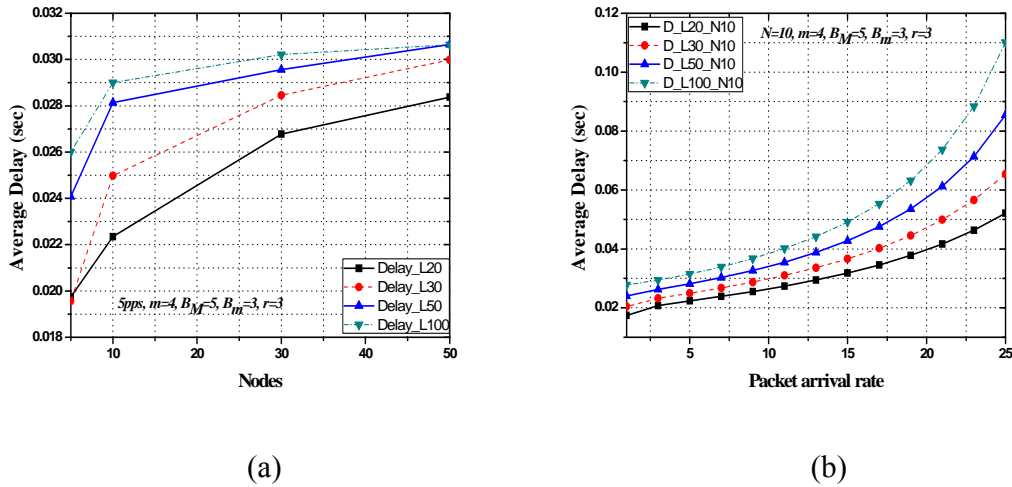 0.032
0.030
0.028
0.026
0.024
0.022
0.020
0.018
Average Delay (sec)
5pps, m=4, B_M=5, B_m=3, r=3
Delay_L20
Delay_L30
Delay_L50
Delay_L100
10 20 30 40 50
Nodes
(a)
0.12
0.10
0.08
0.06
0.04
0.02
Average Delay (sec)
D_L20_N10
D_L30_N10
D_L50_N10
D_L100_N10
N=10, m=4, B_M=5, B_m=3, r=3
5 10 15 20 25
Packet arrival rate
(b)